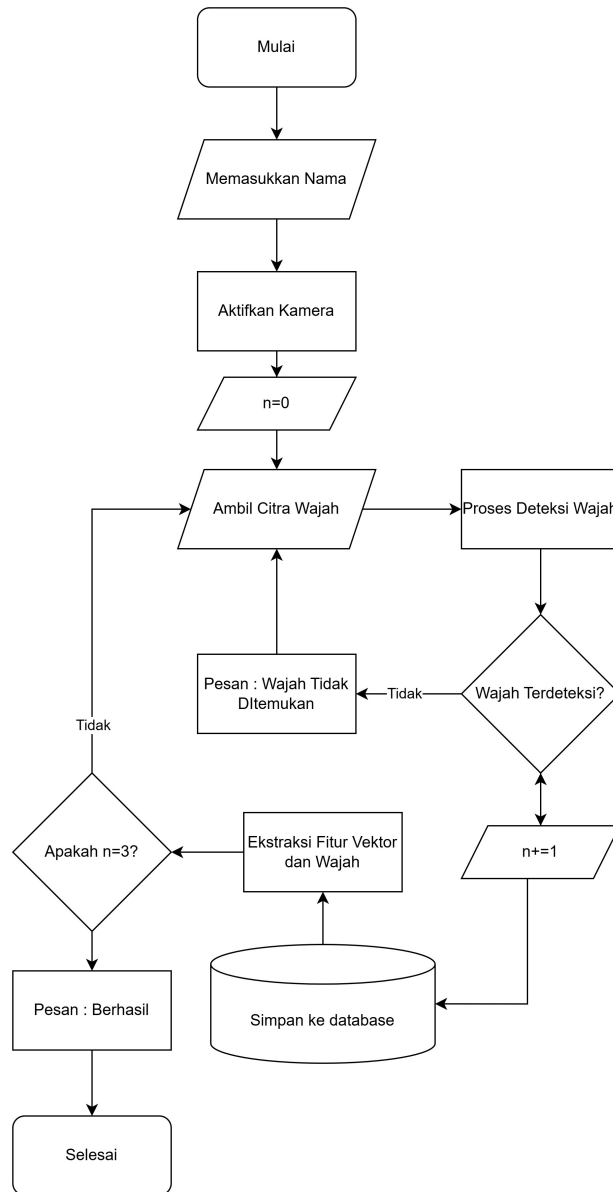 Mulai
Memasukkan Nama
Aktifkan Kamera
n=0
Ambil Citra Wajah
Proses Deteksi Wajah
Wajah Terdeteksi?
Tidak
Pesan : Wajah Tidak
DItemukan
n+=1
Simpan ke database
Ekstraksi Fitur Vektor
dan Wajah
Apakah n=3?
Tidak
Pesan : Berhasil
Selesai